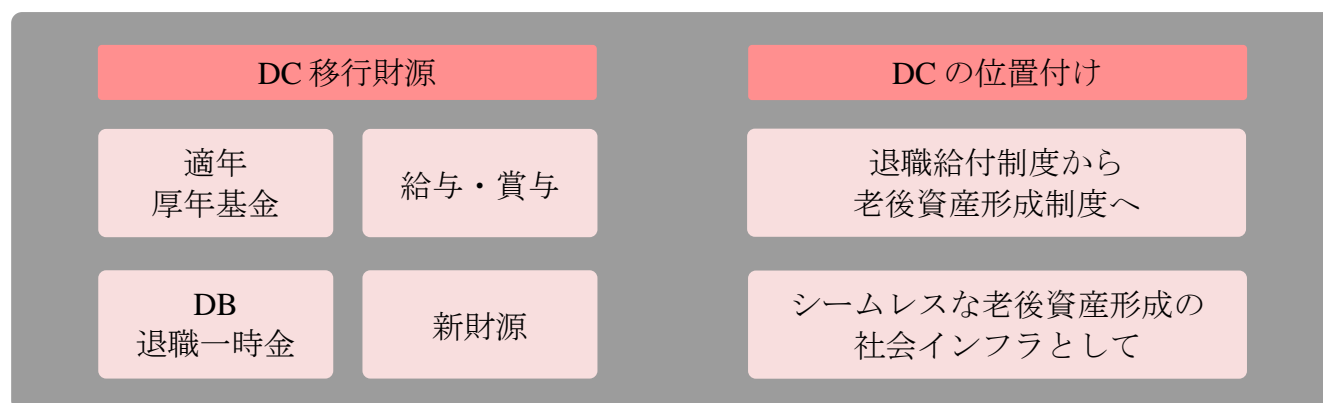 DC 移行財源
DC の位置付け
適年
厚年基金
給与・賞与
退職給付制度から
老後資産形成制度へ
DB
退職一時金
新財源
シームレスな老後資産形成の
社会インフラとして